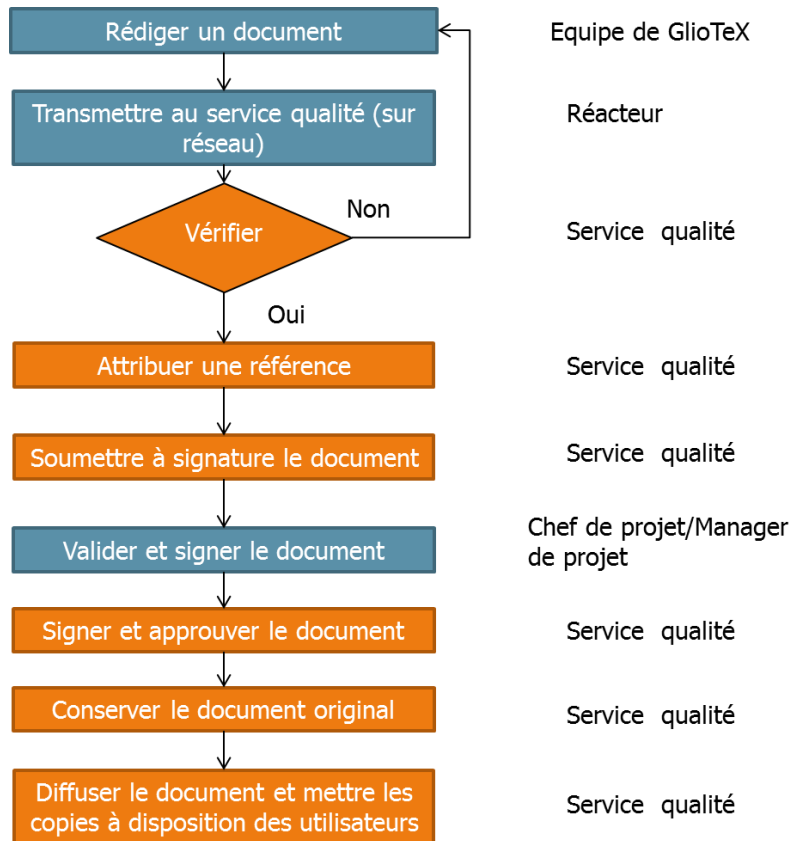 Rédiger un document
Equipe de GlioTeX
Transmettre au service qualité (sur
réseau)
Réacteur
Vérifier
Non
Service qualité
Oui
Attribuer une référence
Service qualité
Soumettre à signature le document
Service qualité
Valider et signer le document
Chef de projet/Manager
de projet
Signer et approuver le document
Service qualité
Conserver le document original
Service qualité
Diffuser le document et mettre les
copies à disposition des utilisateurs
Service qualité